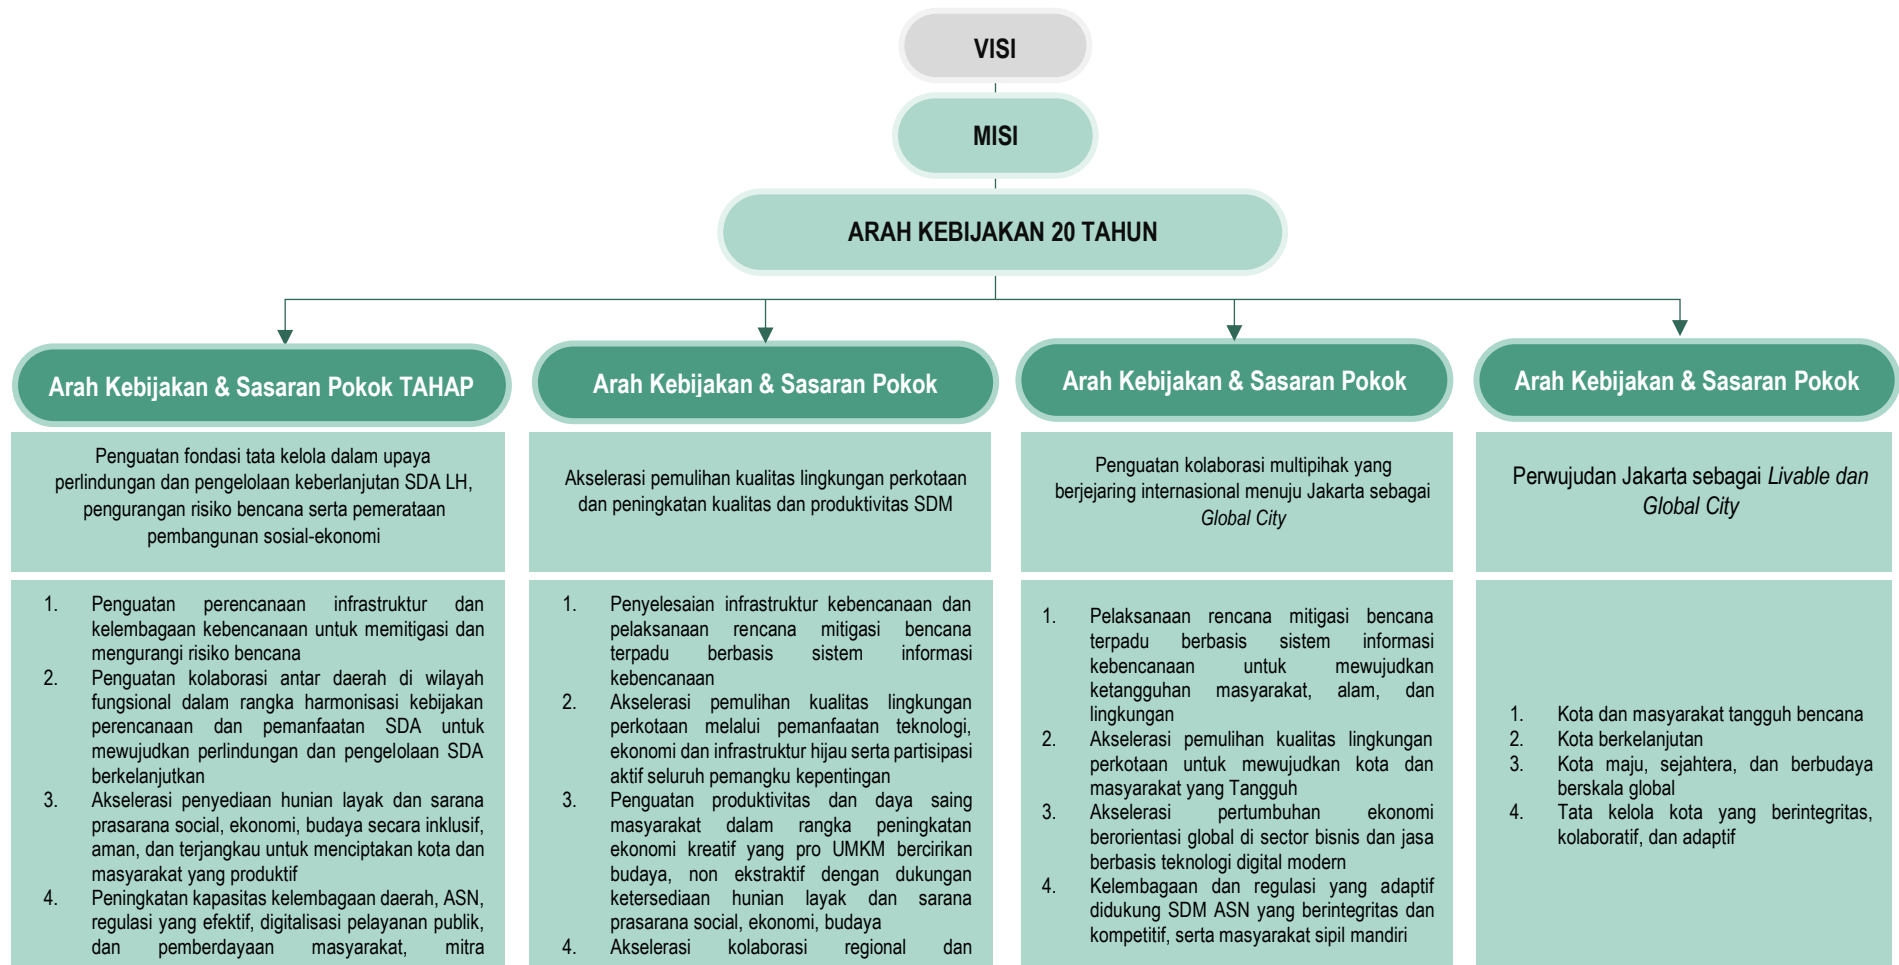 VISI
MISI
ARAH KEBIJAKAN 20 TAHUN
Arah Kebijakan & Sasaran Pokok TAHAP
Penguatan fondasi tata kelola dalam upaya
perlindungan dan pengelolaan keberlanjutan SDA LH,
pengurangan risiko bencana serta pemerataan
pembangunan sosial-ekonomi
1. Penguatan perencanaan infrastruktur dan
kelembagaan kebencanaan untuk memitigasi dan
mengurangi risiko bencana
2. Penguatan kolaborasi antar daerah di wilayah
fungsional dalam rangka harmonisasi kebijakan
perencanaan dan pemanfaatan SDA untuk
mewujudkan perlindungan dan pengelolaan SDA
berkelanjutkan
3. Akselerasi penyediaan hunian layak dan sarana
prasarana social, ekonomi, budaya secara inklusif,
aman, dan terjangkau untuk menciptakan kota dan
masyarakat yang produktif
4. Peningkatan kapasitas kelembagaan daerah, ASN,
regulasi yang efektif, digitalisasi pelayanan publik,
dan pemberdayaan masyarakat, mitra
Arah Kebijakan & Sasaran Pokok
Akselerasi pemulihan kualitas lingkungan perkotaan
dan peningkatan kualitas dan produktivitas SDM
1. Penyelesaian infrastruktur kebencanaan dan
pelaksanaan rencana mitigasi bencana
terpadu berbasis sistem informasi
kebencanaan
2. Akselerasi pemulihan kualitas lingkungan
perkotaan melalui pemanfaatan teknologi,
ekonomi dan infrastruktur hijau serta partisipasi
aktif seluruh pemangku kepentingan
3. Penguatan produktivitas dan daya saing
masyarakat dalam rangka peningkatan
ekonomi kreatif yang pro UMKM bercirikan
budaya, non ekstraktif dengan dukungan
ketersediaan hunian layak dan sarana
prasarana social, ekonomi, budaya
4. Akselerasi kolaborasi regional dan
Arah Kebijakan & Sasaran Pokok
Penguatan kolaborasi multipihak yang
berjejaring internasional menuju Jakarta sebagai
Global City
1. Pelaksanaan rencana mitigasi bencana
terpadu berbasis sistem informasi
kebencanaan untuk mewujudkan
ketangguhan masyarakat, alam, dan
lingkungan
2. Akselerasi pemulihan kualitas lingkungan
perkotaan untuk mewujudkan kota dan
masyarakat yang Tangguh
3. Akselerasi pertumbuhan ekonomi
berorientasi global di sector bisnis dan jasa
berbasis teknologi digital modern
4. Kelembagaan dan regulasi yang adaptif
didukung SDM ASN yang berintegritas dan
kompetitif, serta masyarakat sipil mandiri
Arah Kebijakan & Sasaran Pokok
Perwujudan Jakarta sebagai Livable dan
Global City
1. Kota dan masyarakat tangguh bencana
2. Kota berkelanjutan
3. Kota maju, sejahtera, dan berbudaya
berskala global
4. Tata kelola kota yang berintegritas,
kolaboratif, dan adaptif